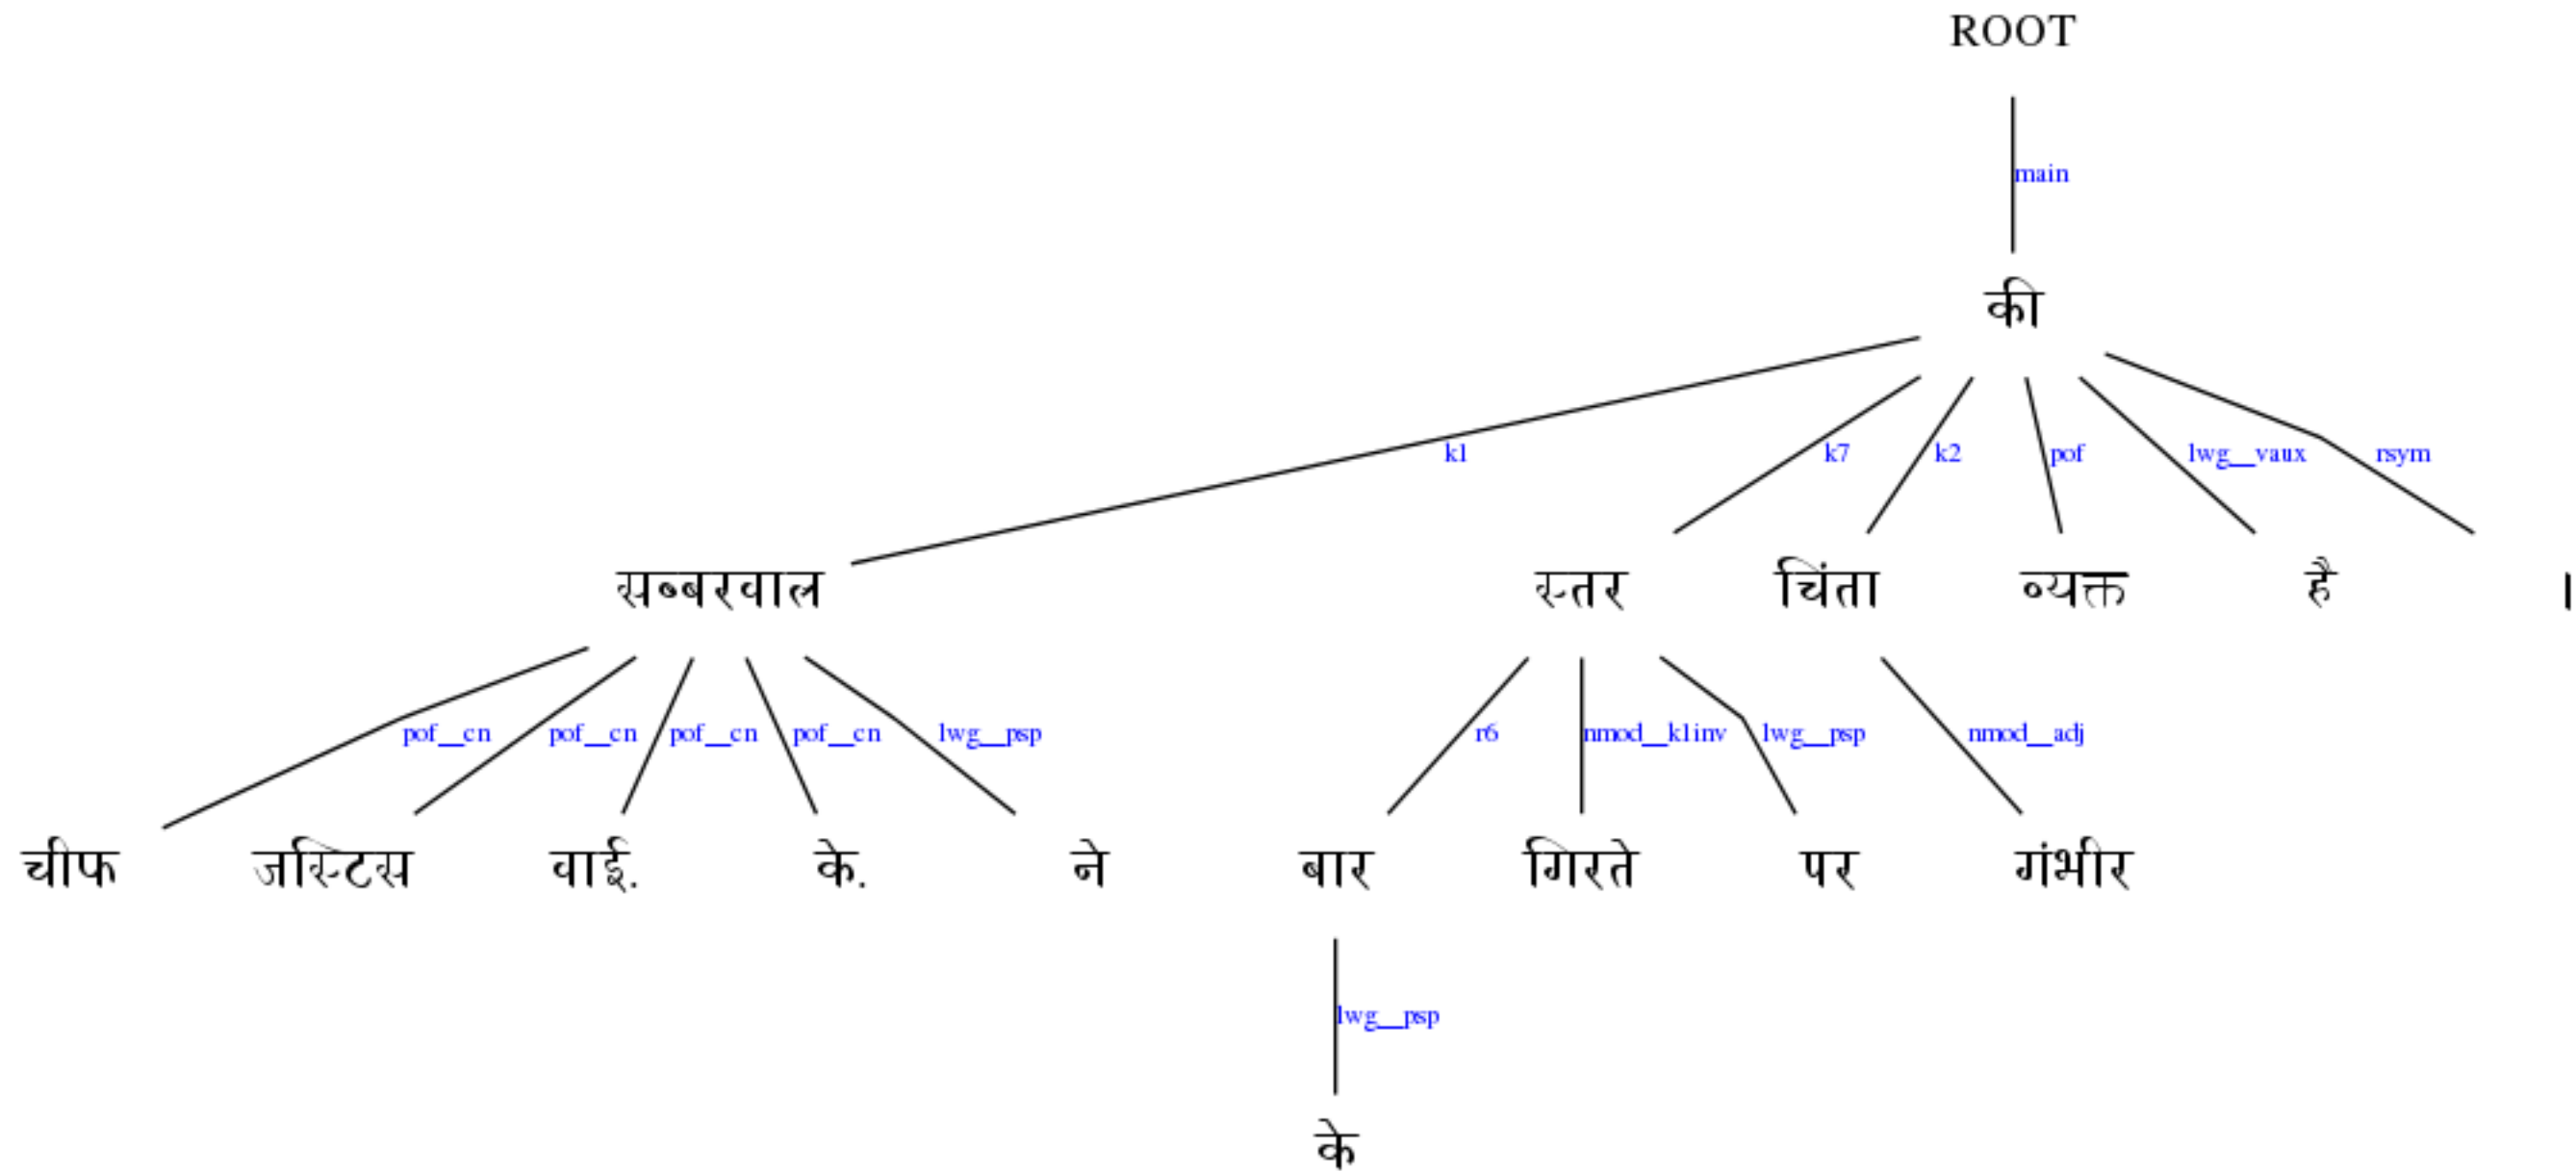 ROOT
main
की
k1 k7 k2 pof lwg__vaux rsym
सब्बरवाल स्तर चिंता व्यक्त है ।
pof__cn pof__cn pof__cn pof__cn lwg__psp r6 nmod__k1inv lwg__psp nmod__adj
चीफ जस्टिस वाई. के. ने बार गिरते पर गंभीर
lwg__psp
के